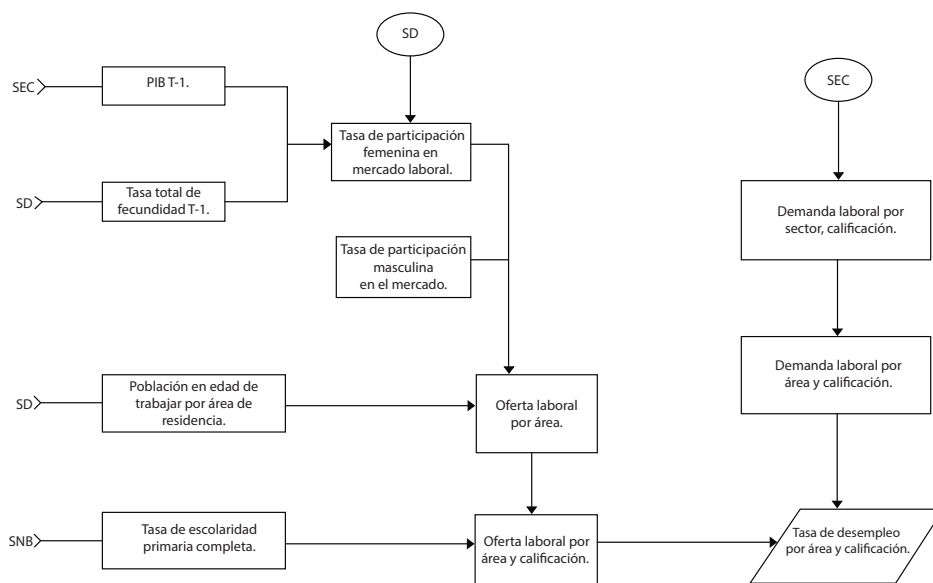 SD
SEC
PIB T-1.
SEC
Tasa de participación
femenina en
mercado laboral.
SD
Tasa total de
fecundidad T-1.
Demanda laboral por
sector, calificación.
Tasa de participación
masculina
en el mercado.
Demanda laboral por
área y calificación.
SD
Población en edad de
trabajar por área de
residencia.
Oferta laboral
por área.
SNB
Tasa de escolaridad
primaria completa.
Oferta laboral por
área y calificación.
Tasa de desempleo
por área y calificación.